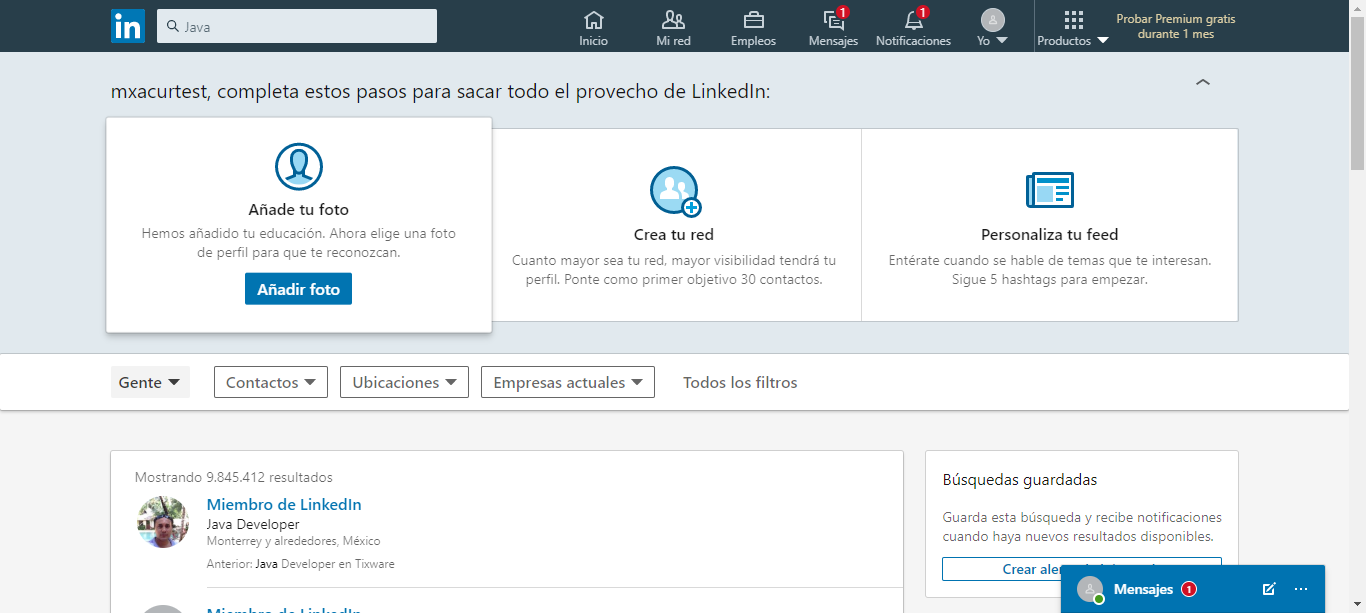 in
Java
Inicio
Mi red
Empleos
1
Mensajes
1
Notificaciones
Yo
Productos
Probar Premium gratis
durante 1 mes
mxacurtest, completa estos pasos para sacar todo el provecho de LinkedIn:
Añade tu foto
Hemos añadido tu educación. Ahora elige una foto
de perfil para que te reconozcan.
Añadir foto
Crea tu red
Cuanto mayor sea tu red, mayor visibilidad tendrá tu
perfil. Ponte como primer objetivo 30 contactos.
Personaliza tu feed
Entérate cuando se hable de temas que te interesan.
Sigue 5 hashtags para empezar.
Gente
Contactos
Ubicaciones
Empresas actuales
Todos los filtros
Mostrando 9.845.412 resultados
Miembro de LinkedIn
Java Developer
Monterrey y alrededores, México
Anterior: Java Developer en Tixware
Miembro de LinkedIn
Búsquedas guardadas
Guarda esta búsqueda y recibe notificaciones
cuando haya nuevos resultados disponibles.
Crear
Mensajes 1